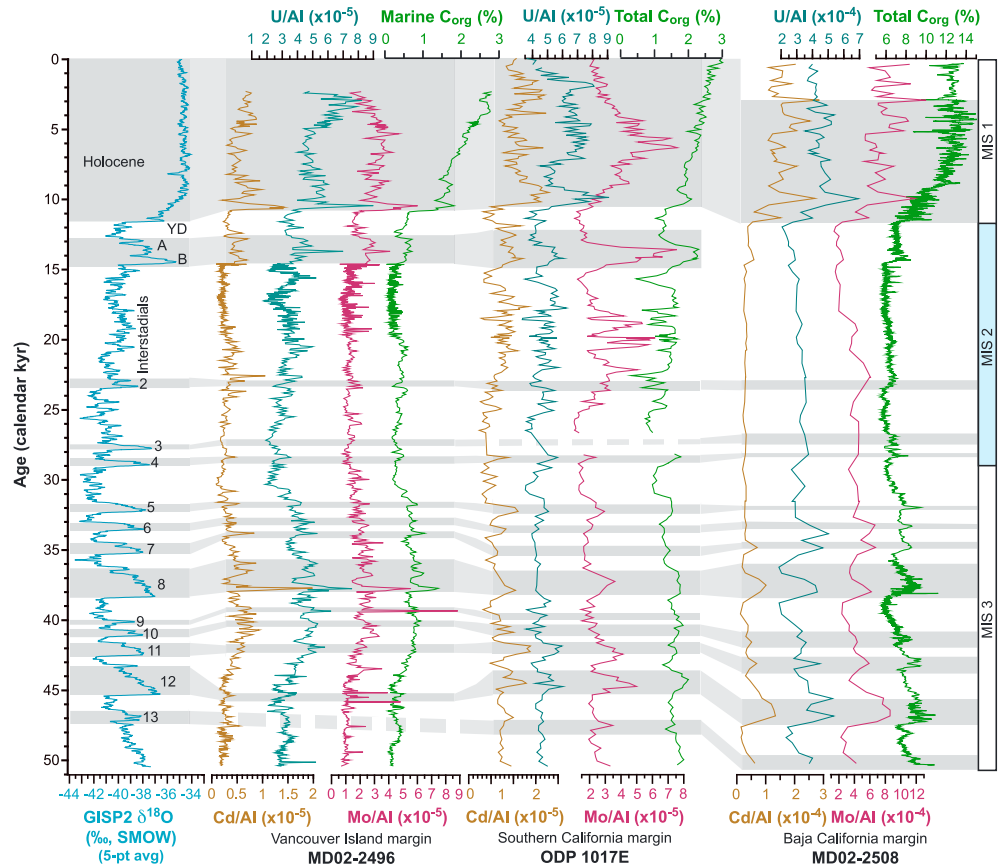 U/Al (x10-5) Marine Corg (%) U/Al (x10-5) Total Corg (%) U/Al (x10-4) Total Corg (%)
1 2 3 4 5 6 7 8 9 0 1 2 3 4 5 6 7 8 9 0 1 2 3 2 3 4 5 6 7 6 8 10 12 14
0
5
10
15
20
25
30
35
40
45
50
Age (calendar kyr)
Holocene
YD
A
B
Interstadials
2
3
4
5
6
7
8
9
10
11
12
13
MIS 1
MIS 2
MIS 3
-44 -42 -40 -38 -36 -34 0 0.5 1 1.5 2 0 1 2 3 4 5 6 7 8 9 0 1 2 2 3 4 5 6 7 8 0 1 2 3 2 4 6 8 10 12
GISP2 δ18O
(‰, SMOW)
(5-pt avg)
Cd/Al (x10-5) Mo/Al (x10-5)
Vancouver Island margin
MD02-2496
Cd/Al (x10-5) Mo/Al (x10-5)
Southern California margin
ODP 1017E
Cd/Al (x10-4) Mo/Al (x10-4)
Baja California margin
MD02-2508